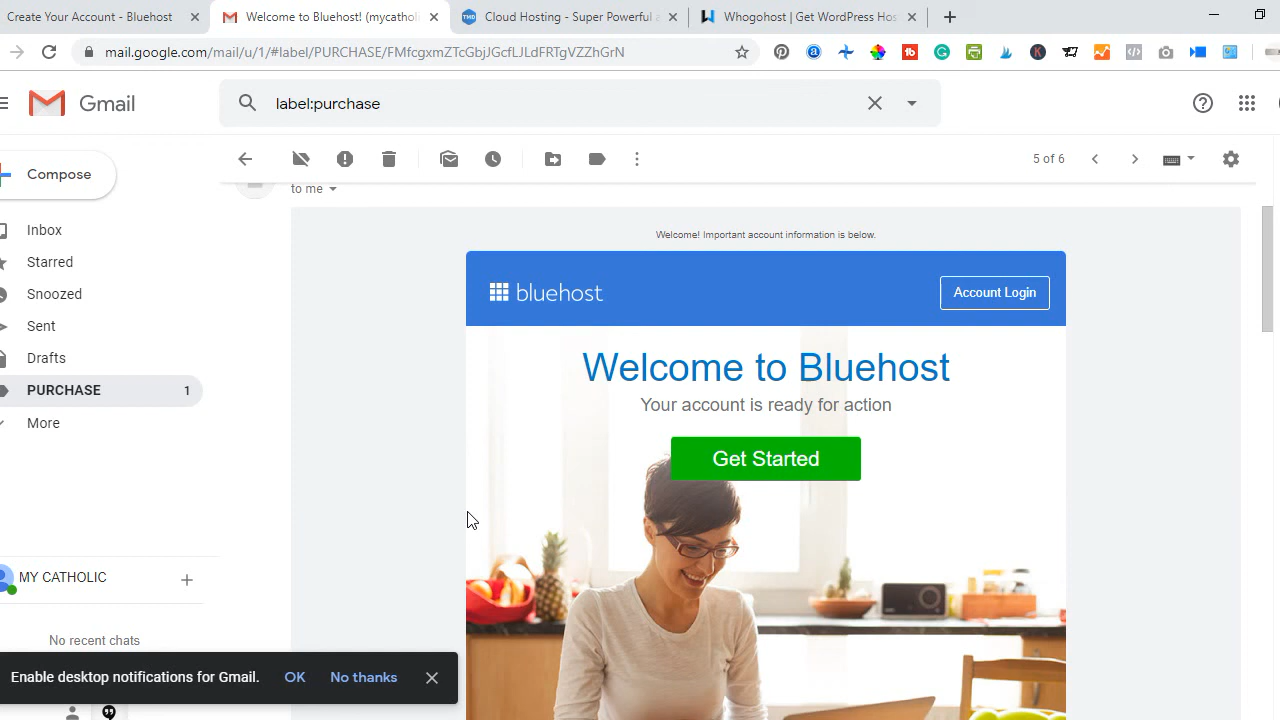 Create Your Account - Bluehost
Welcome to Bluehost! (mycatholi
Cloud Hosting - Super Powerful a
Whogohost | Get WordPress Hos
mail.google.com/mail/u/1/#label/PURCHASE/FMfcgxmZTcGbjJGcfLJLdFRTgVZZhGrN
Gmail
label:purchase
Compose
5 of 6
to me
Inbox
Starred
Snoozed
Sent
Drafts
PURCHASE 1
More
Welcome! Important account information is below.
bluehost
Account Login
Welcome to Bluehost
Your account is ready for action
Get Started
MY CATHOLIC
No recent chats
Enable desktop notifications for Gmail. OK No thanks